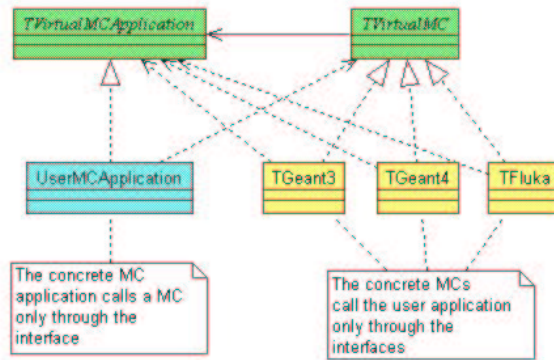 TVirtualMCApplication
TVirtualMC
UserMCApplication
TGeant3
TGeant4
TFluka
The concrete MC
application calls a MC
only through the
interface
The concrete MCs
call the user application
only through the
interfaces